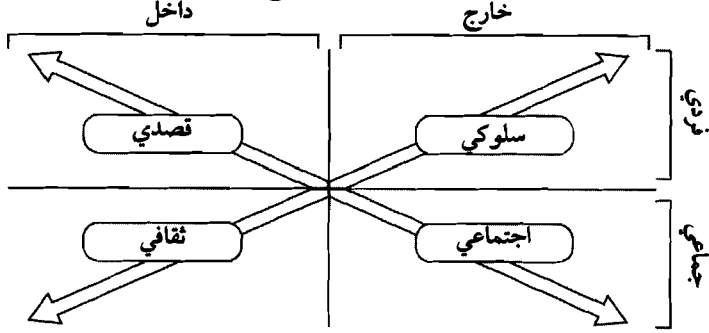 خارج داخل
فردي
سلوكي قصدي
اجتماعي ثقافي
جماعي